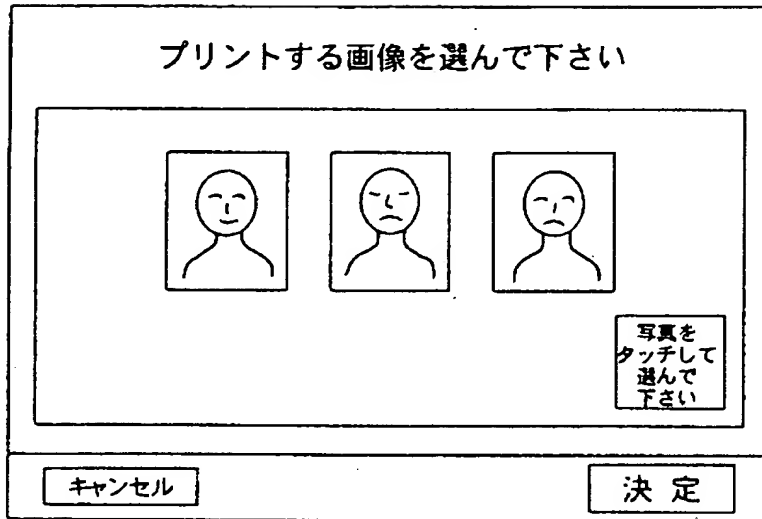 プリントする画像を選んで下さい
写真を
タッチして
選んで
下さい
キャンセル
決定